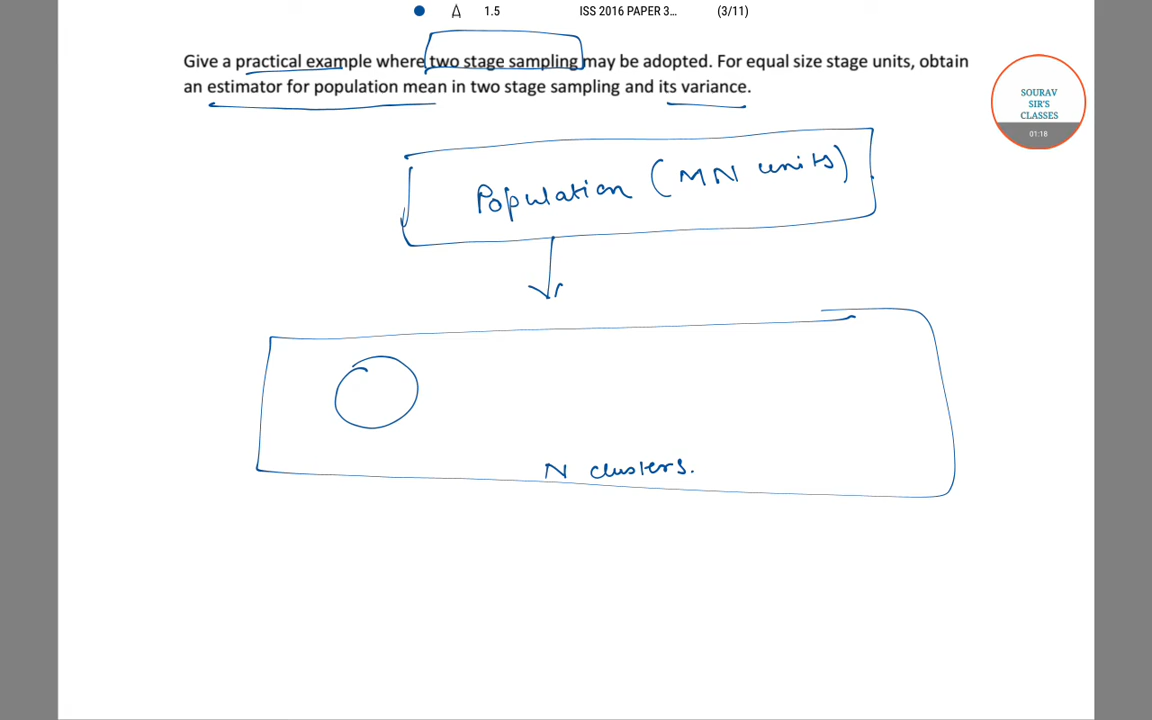 1.5 ISS 2016 PAPER 3... (3/11)
Give a practical example where two stage sampling may be adopted. For equal size stage units, obtain
an estimator for population mean in two stage sampling and its variance.
SOURAV
SIR'S
CLASSES
01:18
Population (MN units)
N clusters.